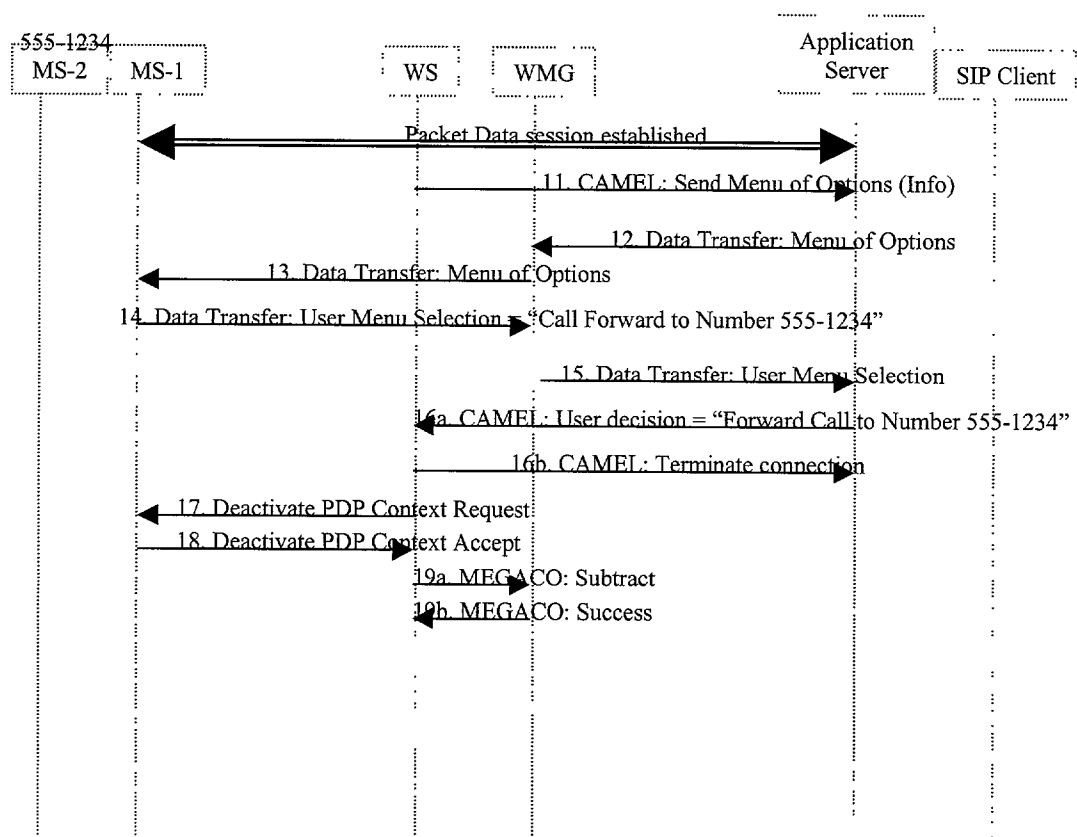 555-1234
MS-2
MS-1
WS
WMG
Application
Server
SIP Client
Packet Data session established
11. CAMEL: Send Menu of Options (Info)
12. Data Transfer: Menu of Options
13. Data Transfer: Menu of Options
14. Data Transfer: User Menu Selection = “Call Forward to Number 555-1234”
15. Data Transfer: User Menu Selection
16a. CAMEL: User decision = “Forward Call to Number 555-1234”
16b. CAMEL: Terminate connection
17. Deactivate PDP Context Request
18. Deactivate PDP Context Accept
19a. MEGACO: Subtract
19b. MEGACO: Success